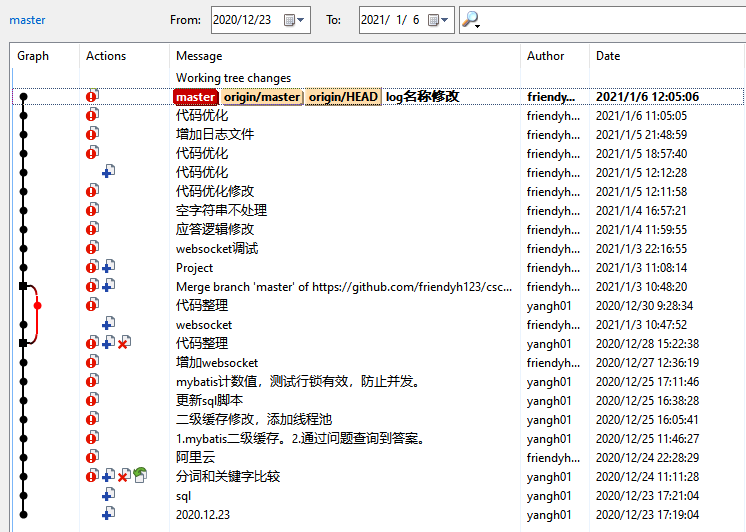 master From: 2020/12/23 To: 2021/ 1/ 6
Graph Actions Message Author Date
Working tree changes
master origin/master origin/HEAD log名称修改 friendy... 2021/1/6 12:05:06
代码优化 friendyh... 2021/1/6 11:05:05
增加日志文件 friendyh... 2021/1/5 21:48:59
代码优化 friendyh... 2021/1/5 18:57:40
代码优化 friendyh... 2021/1/5 12:12:28
代码优化修改 friendyh... 2021/1/5 12:11:58
空字符串不处理 friendyh... 2021/1/4 16:57:21
应答逻辑修改 friendyh... 2021/1/4 11:59:55
websocket调试 friendyh... 2021/1/3 22:16:55
Project friendyh... 2021/1/3 11:08:14
Merge branch 'master' of https://github.com/friendyh123/csc... friendyh... 2021/1/3 10:48:20
代码整理 yangh01 2020/12/30 9:28:34
websocket friendyh... 2021/1/3 10:47:52
代码整理 yangh01 2020/12/28 15:22:38
增加websocket friendyh... 2020/12/27 12:36:19
mybatis计数值，测试行锁有效，防止并发。 yangh01 2020/12/25 17:11:46
更新sql脚本 yangh01 2020/12/25 16:38:28
二级缓存修改，添加线程池 yangh01 2020/12/25 16:05:41
1.mybatis二级缓存。2.通过问题查询到答案。 yangh01 2020/12/25 11:46:27
阿里云 friendyh... 2020/12/24 22:28:29
分词和关键字比较 yangh01 2020/12/24 11:11:28
sql yangh01 2020/12/23 17:21:04
2020.12.23 yangh01 2020/12/23 17:19:04